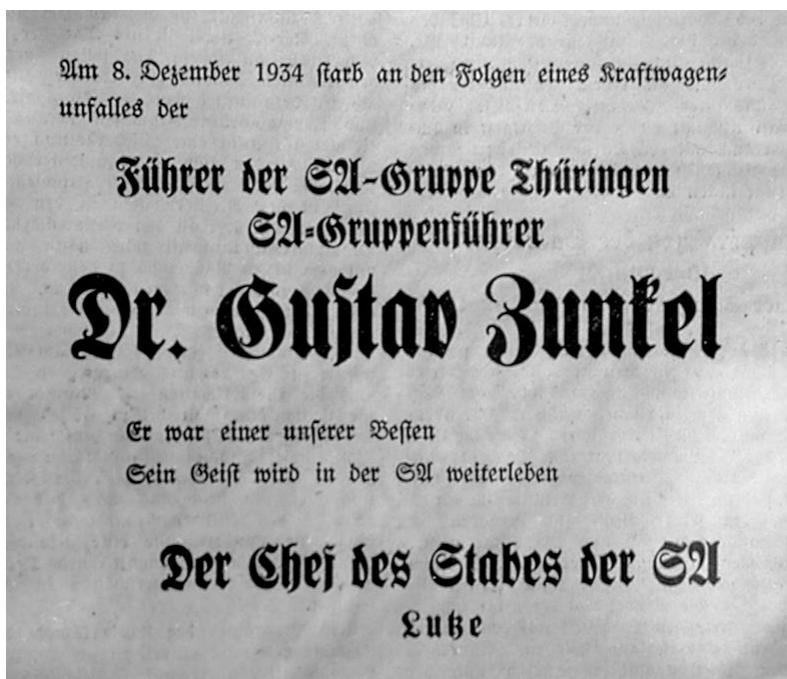 Am 8. Dezember 1934 starb an den Folgen eines Kraftwagen-
unfalles der
Führer der SA-Gruppe Thüringen
SA-Gruppenführer
Dr. Gustav Zunkel
Er war einer unserer Besten
Sein Geist wird in der SA weiterleben
Der Chef des Stabes der SA
Lutze